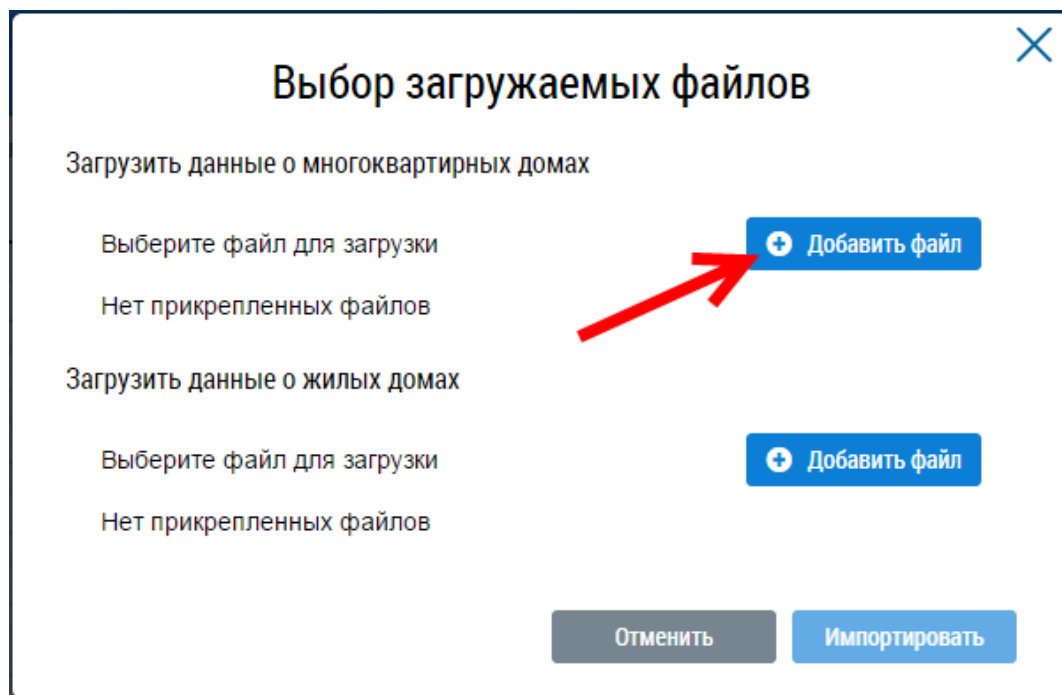 Выбор загружаемых файлов
Загрузить данные о многоквартирных домах
Выберите файл для загрузки
Добавить файл
Нет прикрепленных файлов
Загрузить данные о жилых домах
Выберите файл для загрузки
Добавить файл
Нет прикрепленных файлов
Отменить
Импортировать